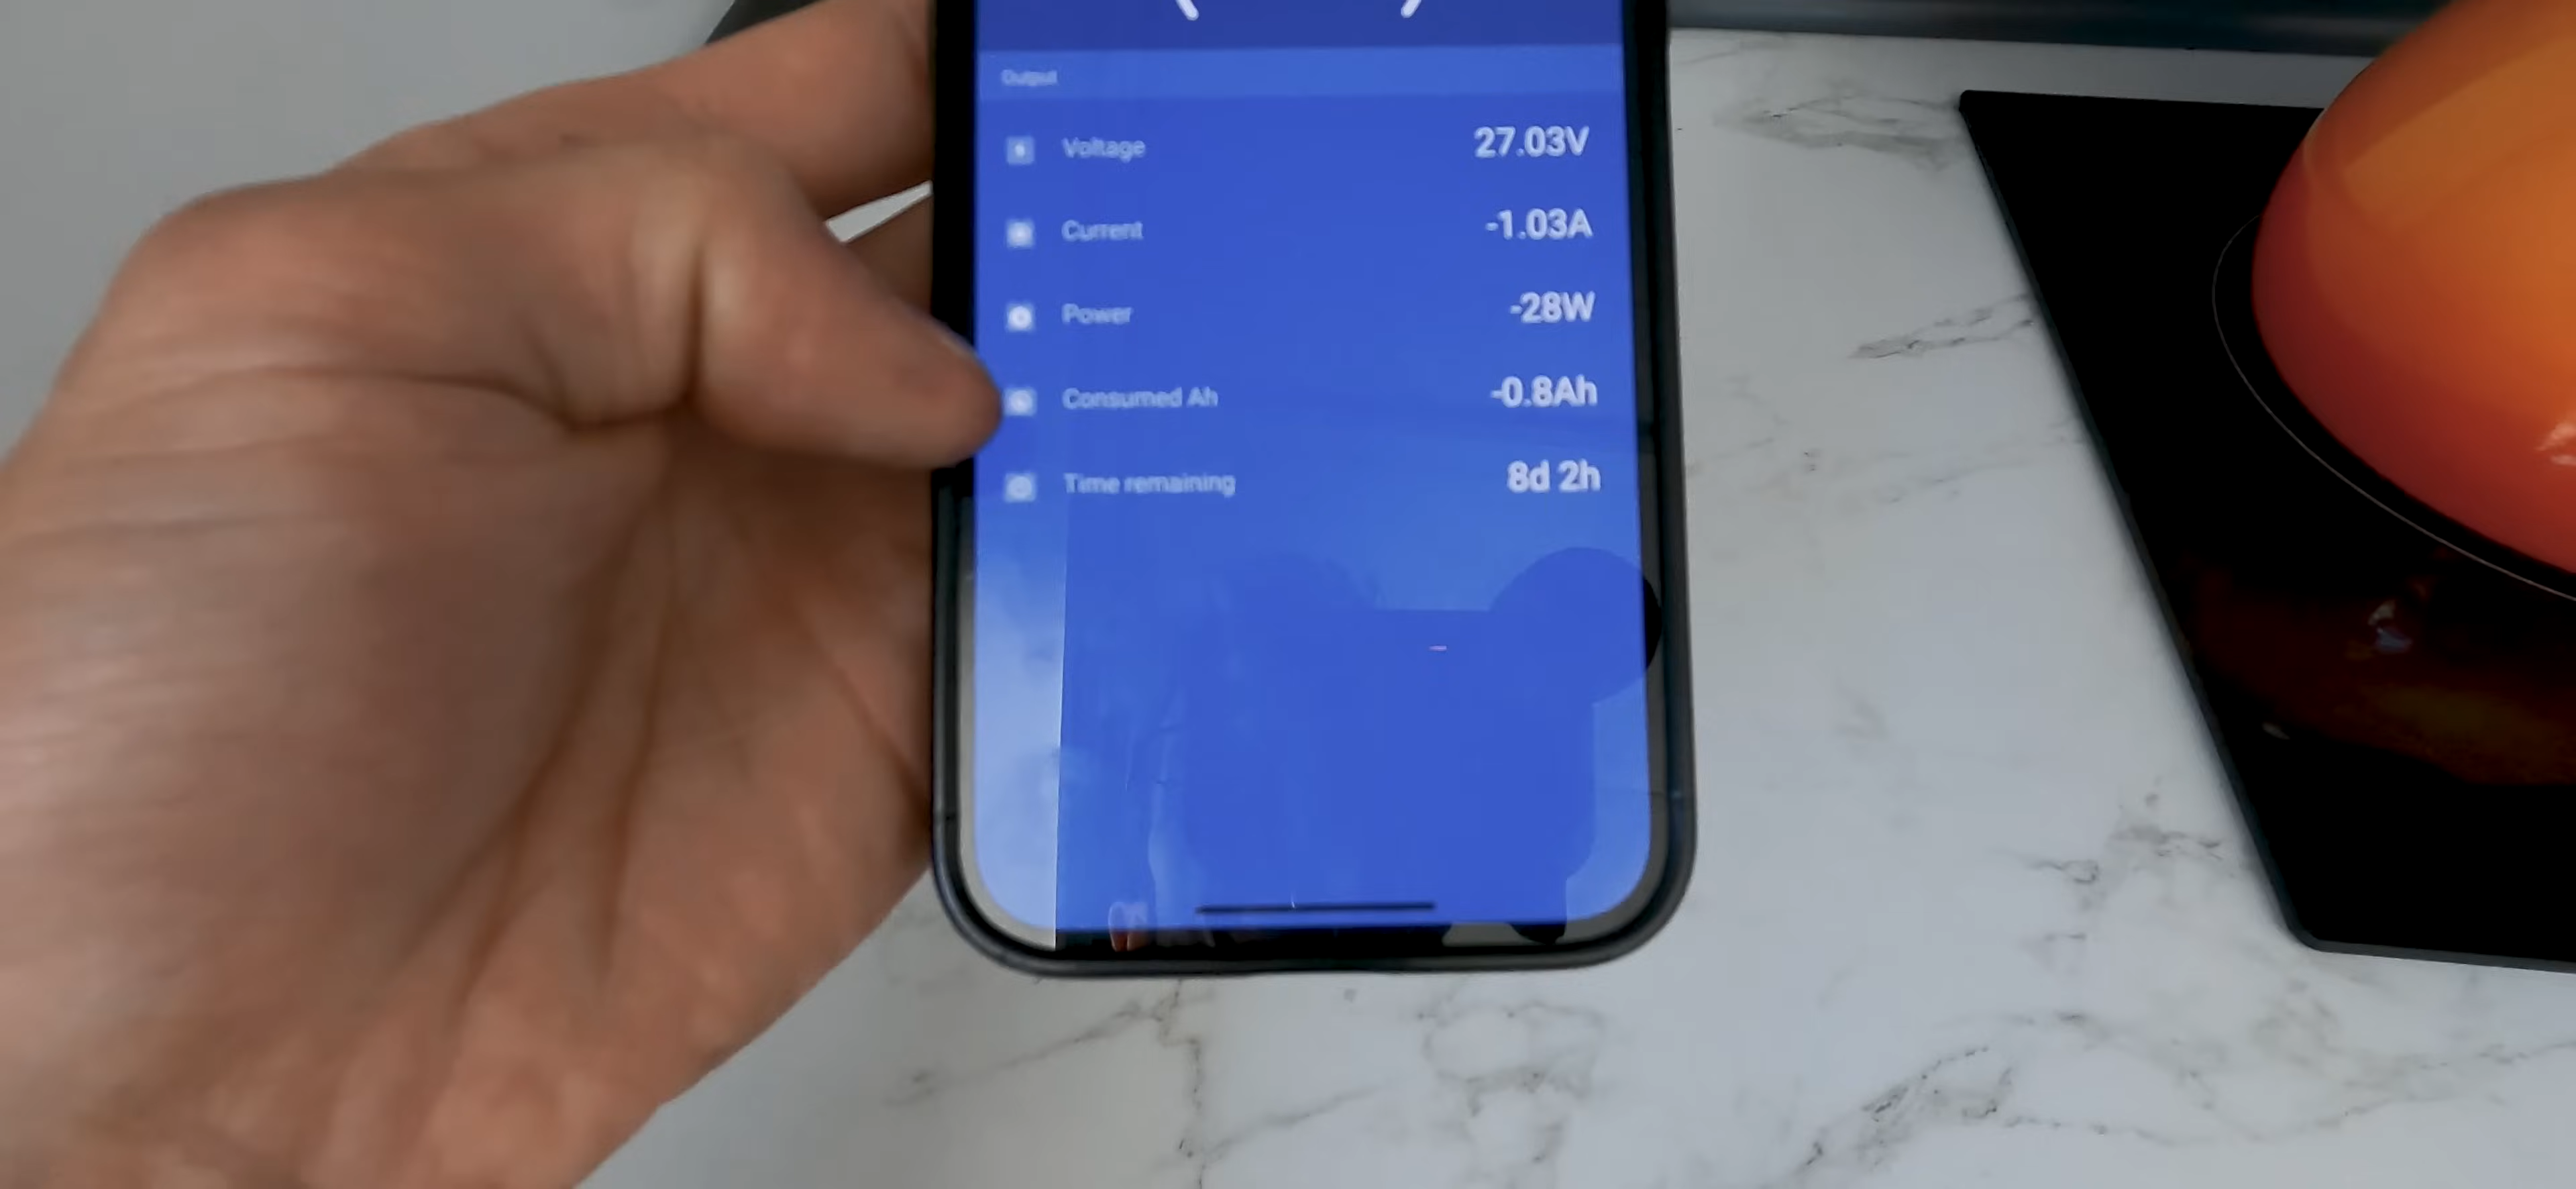 Output
Voltage 27.03V
Current -1.03A
Power -28W
Consumed Ah -0.8Ah
Time remaining 8d 2h